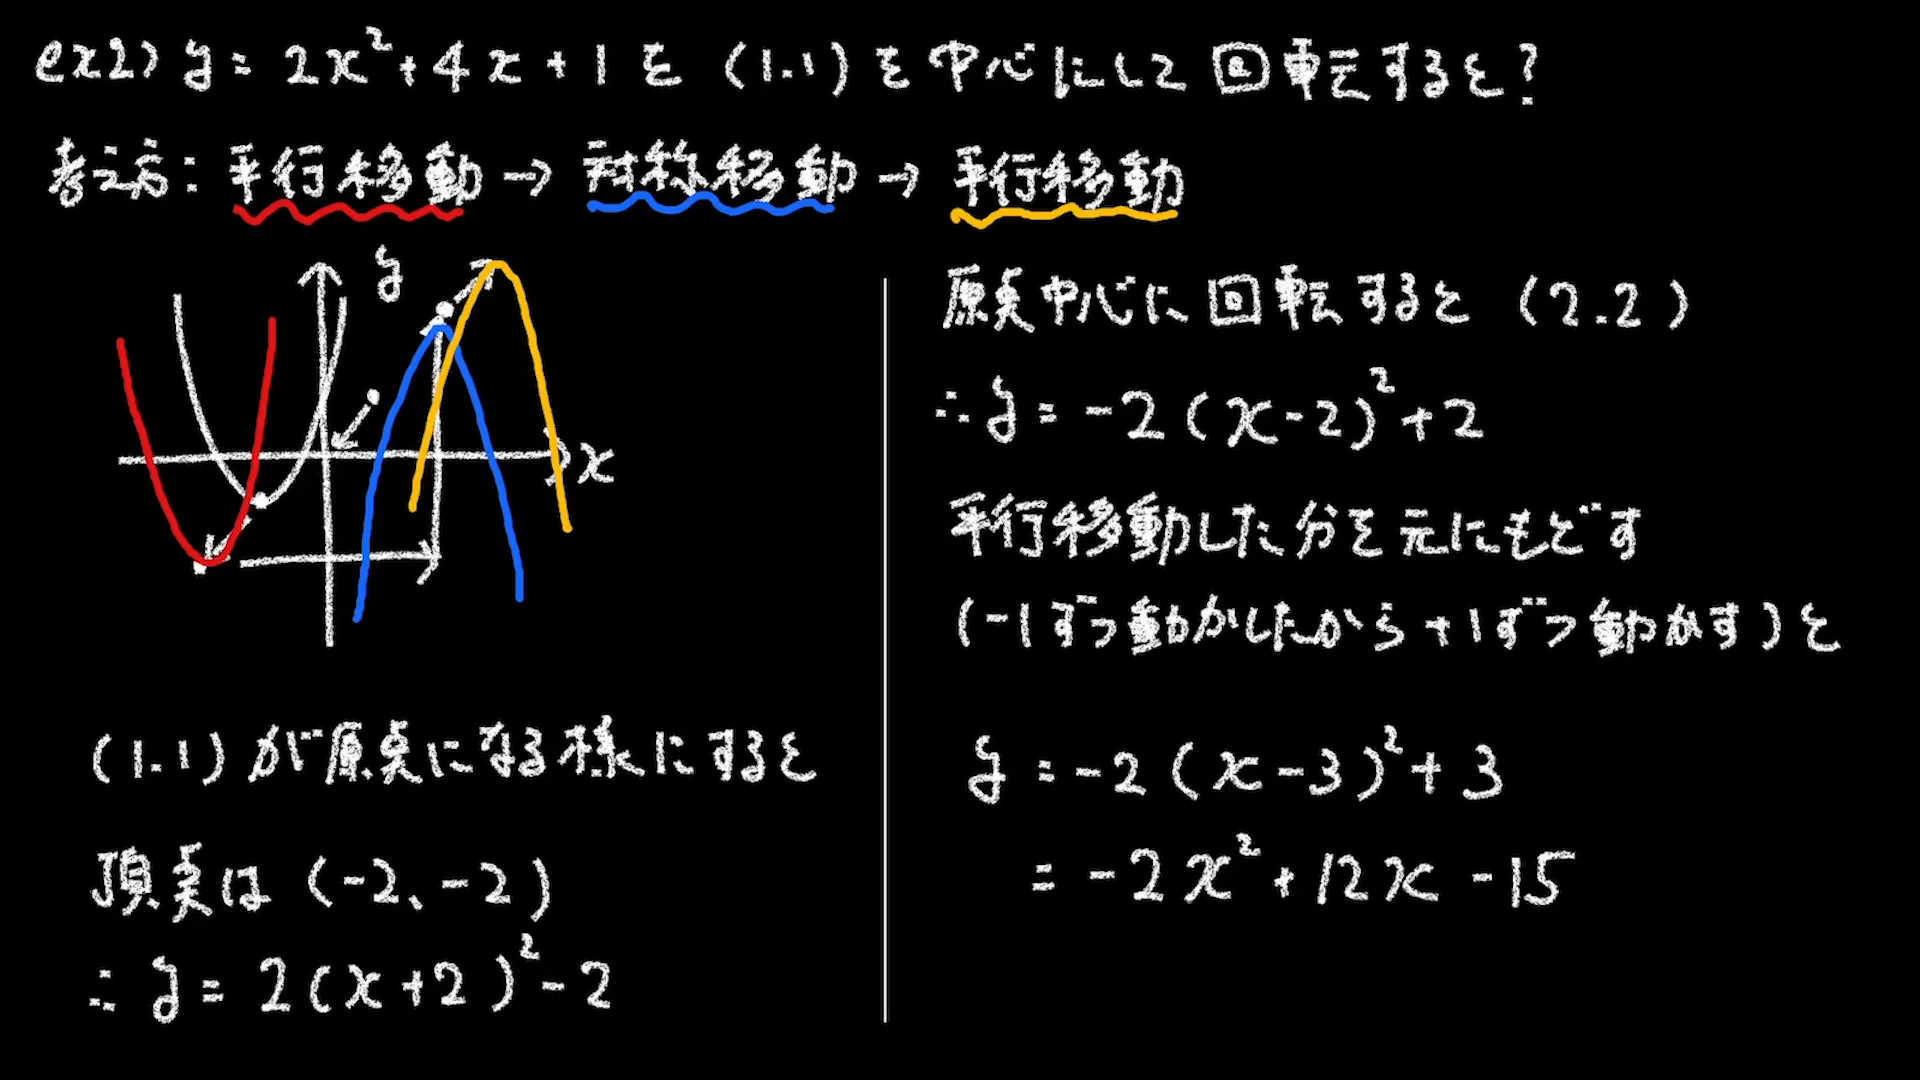 ex2) y = 2x²+4x+1 を (1.1) を中心にして 回転すると?
考え方: 平行移動 → 対称移動 → 平行移動
y
x
(1.1) が原点になる様にすると
頂点は (-2、-2)
∴ y = 2(x+2)²-2
原点中心に回転すると (2.2)
∴ y = -2(x-2)²+2
平行移動した分を元にもどす
(-1ずつ動かしたから+1ずつ動かす)と
y = -2(x-3)²+3
= -2x²+12x-15